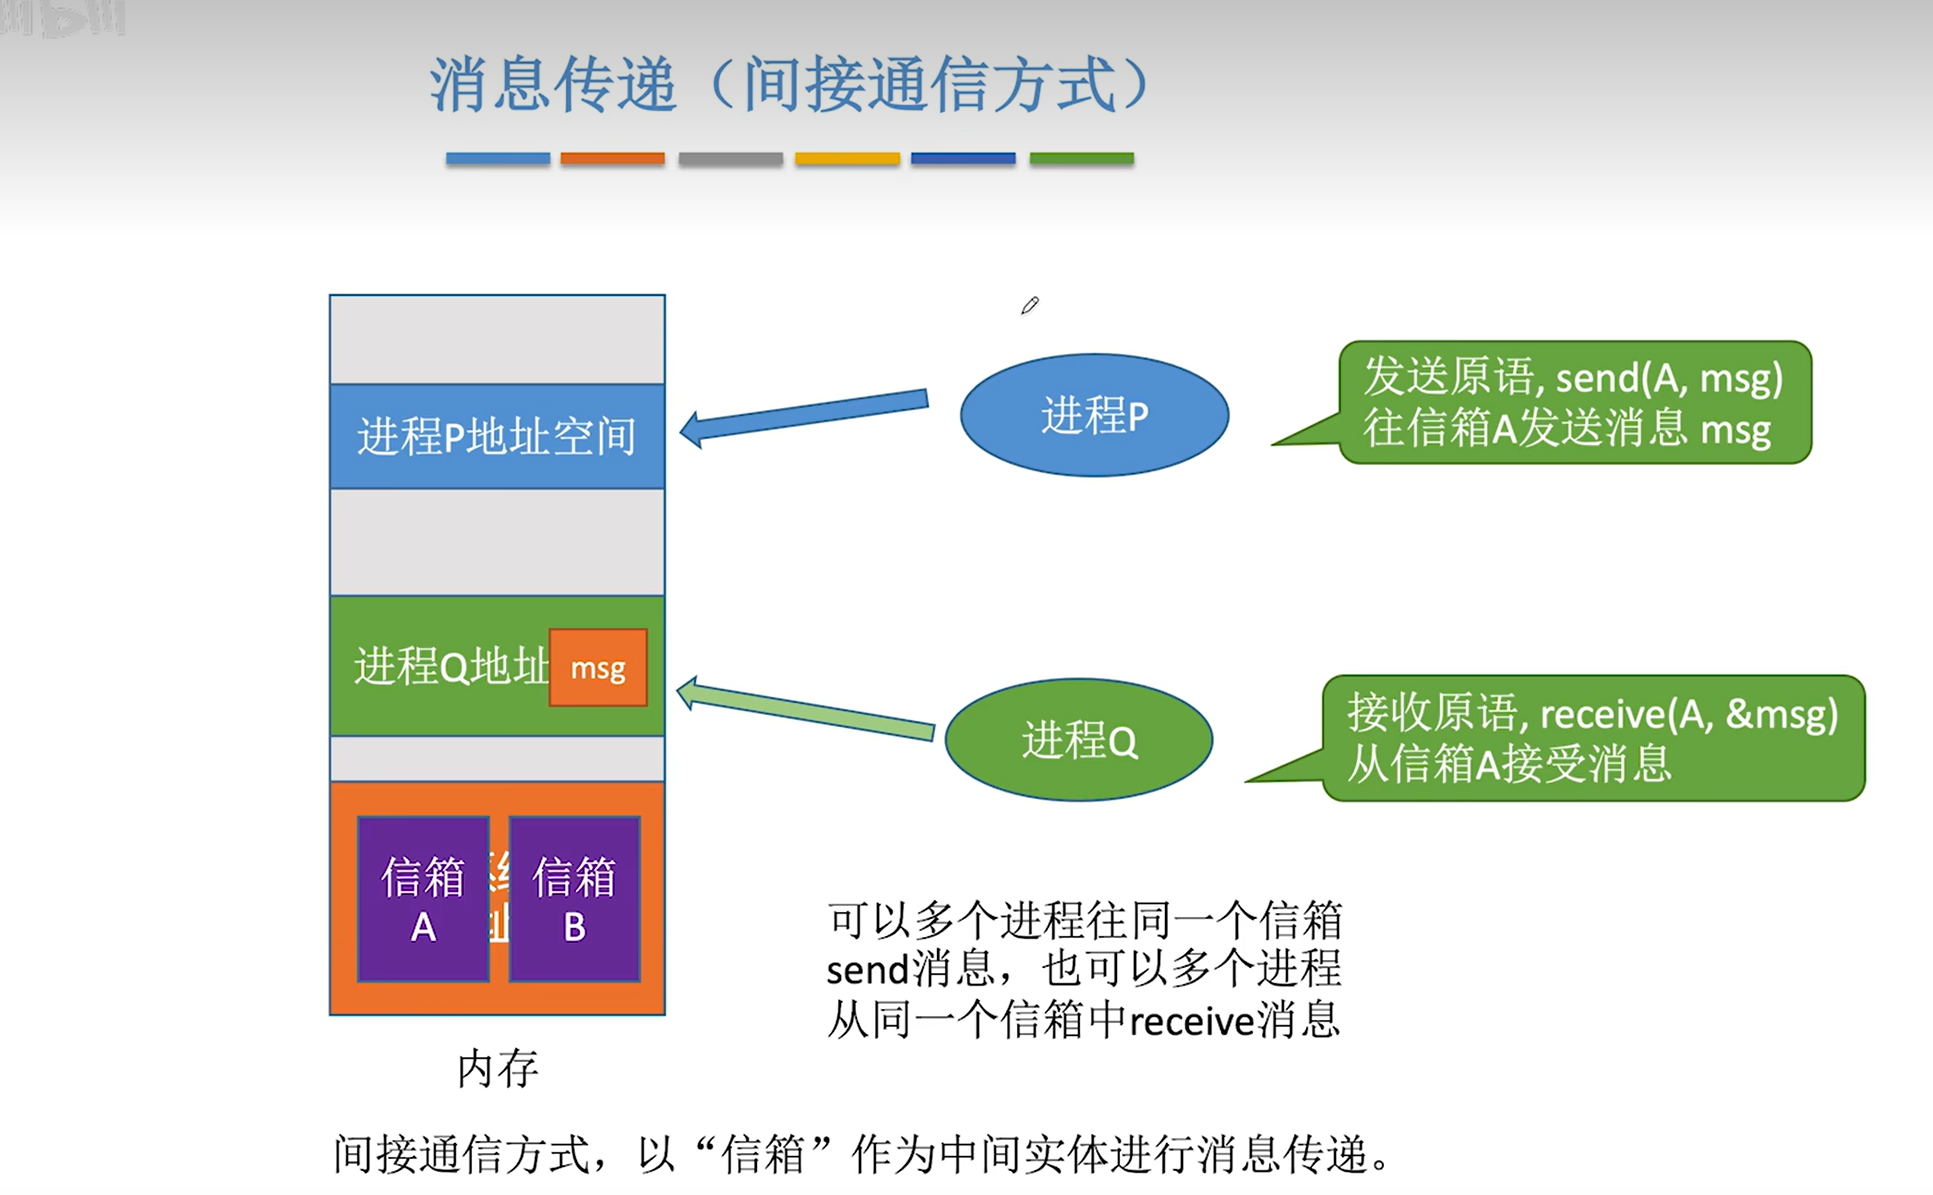 消息传递（间接通信方式）
进程P地址空间
进程P
发送原语, send(A, msg)
往信箱A发送消息 msg
进程Q地址
msg
进程Q
接收原语, receive(A, &msg)
从信箱A接受消息
信箱
A
信箱
B
可以多个进程往同一个信箱
send消息，也可以多个进程
从同一个信箱中receive消息
内存
间接通信方式，以“信箱”作为中间实体进行消息传递。